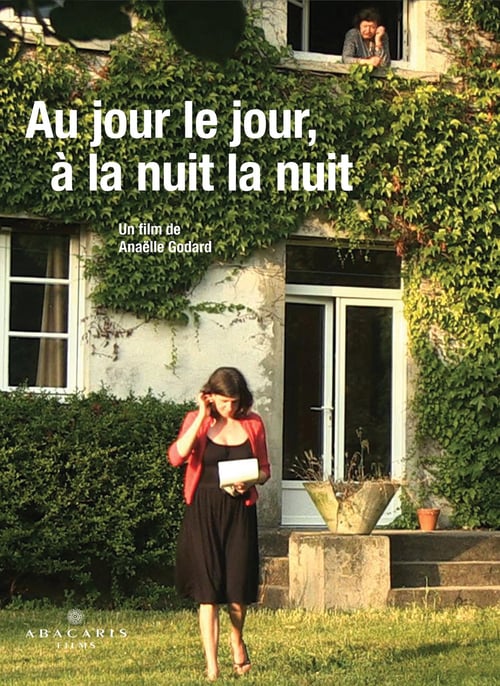 Au jour le jour,
à la nuit la nuit
Un film de
Anaëlle Godard
ABACARIS
FILMS